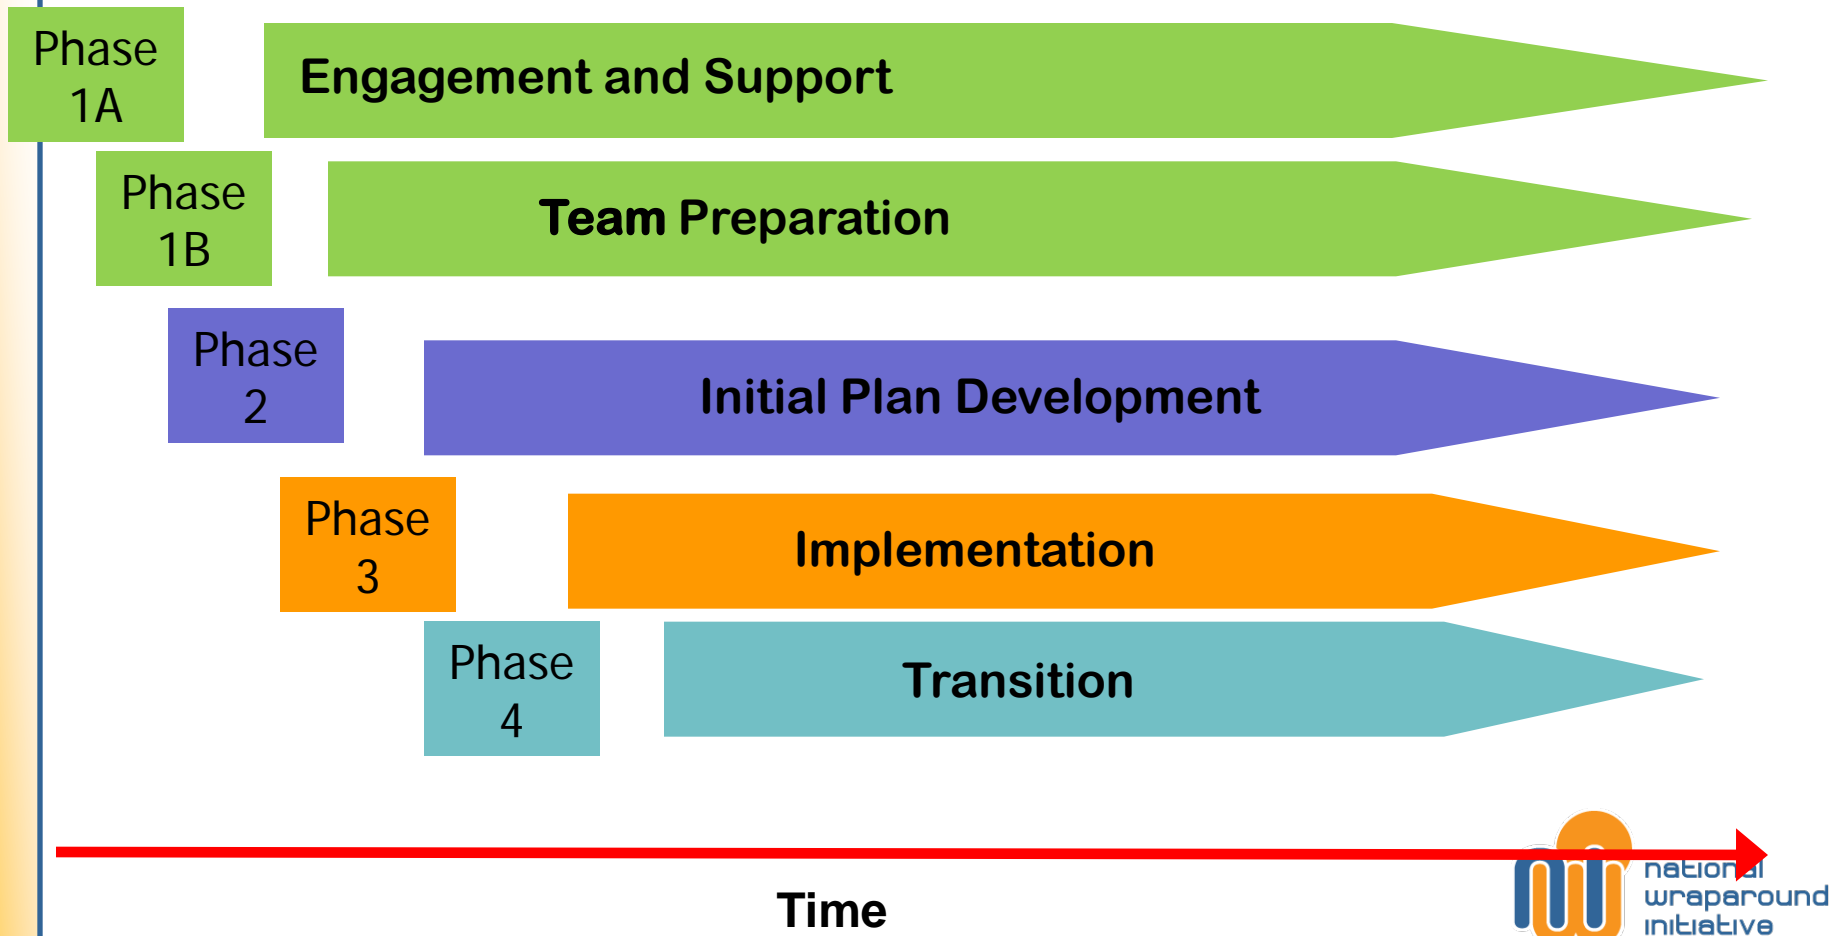 Phase
1A
Engagement and Support
Phase
1B
Team Preparation
Phase
2
Initial Plan Development
Phase
3
Implementation
Phase
4
Transition
Time
national
wraparound
initiative